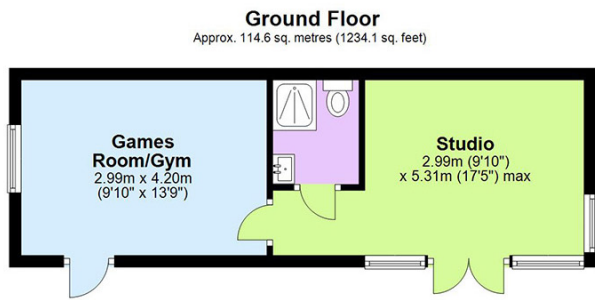 Ground Floor
Approx. 114.6 sq. metres (1234.1 sq. feet)
Games
Room/Gym
2.99m x 4.20m
(9'10" x 13'9")
Studio
2.99m (9'10")
x 5.31m (17'5") max